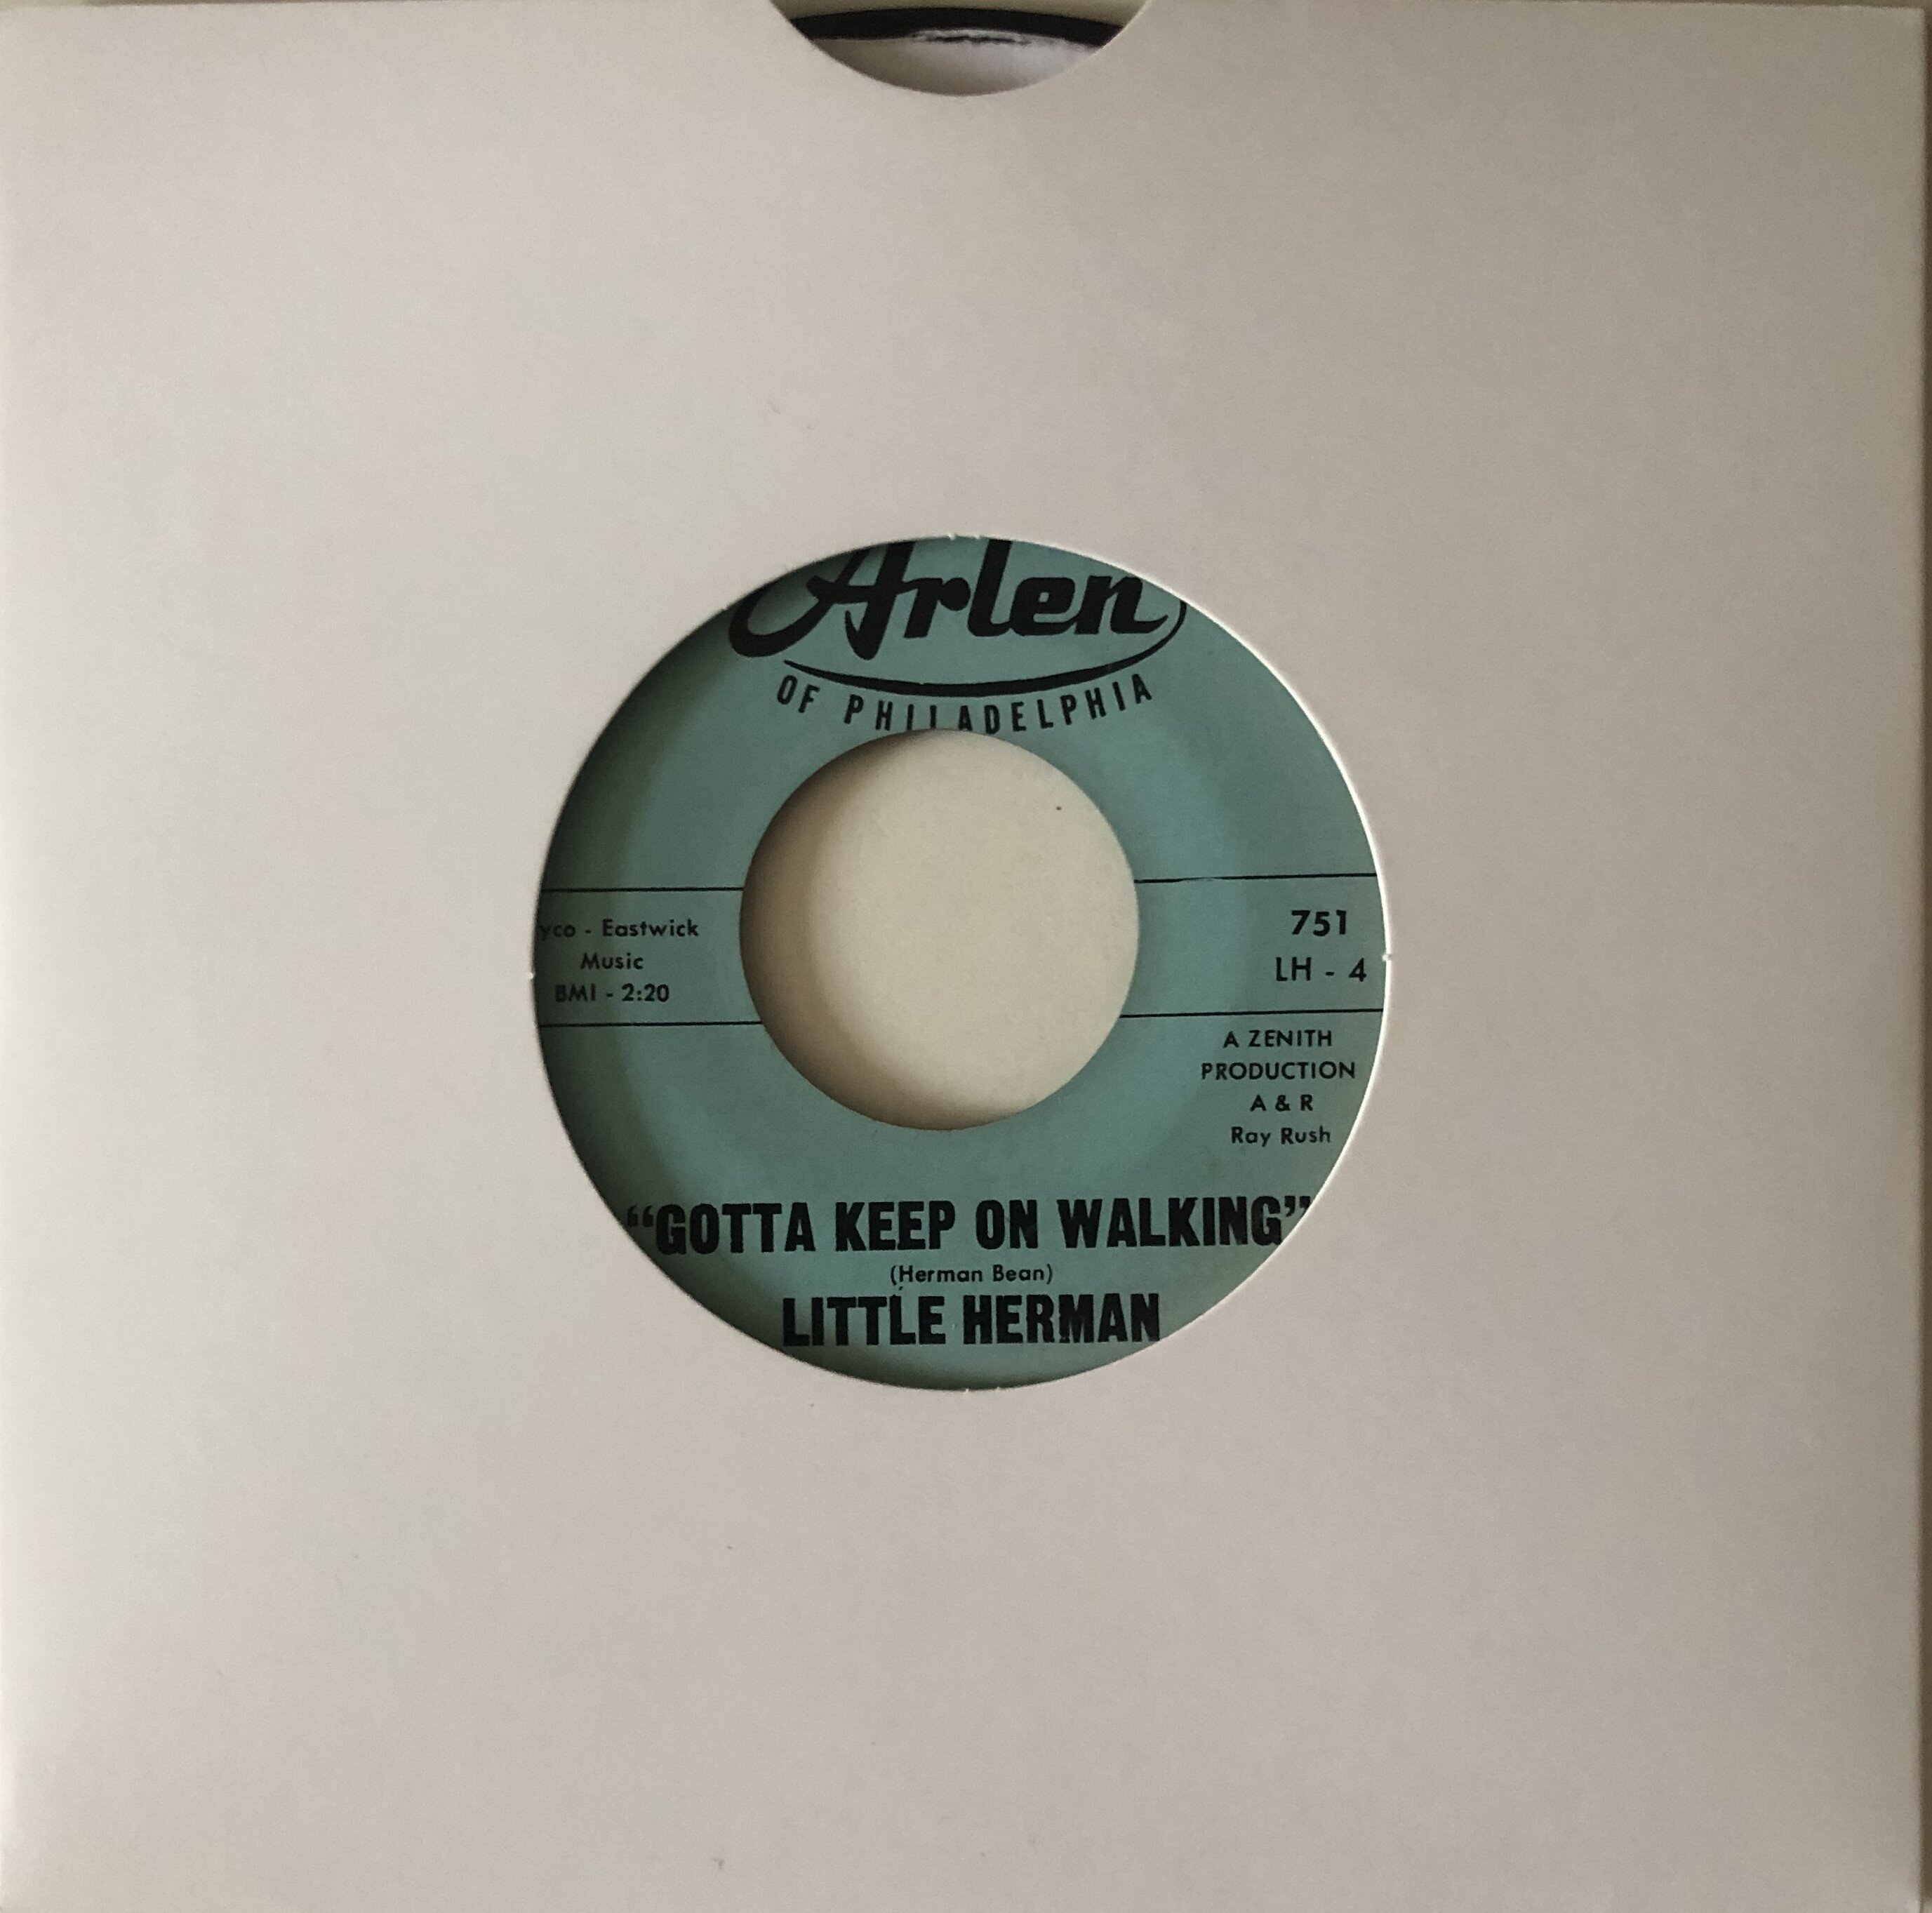 Arlen
OF PHILADELPHIA
- Eastwick
Music
BMI - 2:20
751
LH - 4
A ZENITH
PRODUCTION
A & R
Ray Rush
“GOTTA KEEP ON WALKING”
(Herman Bean)
LITTLE HERMAN